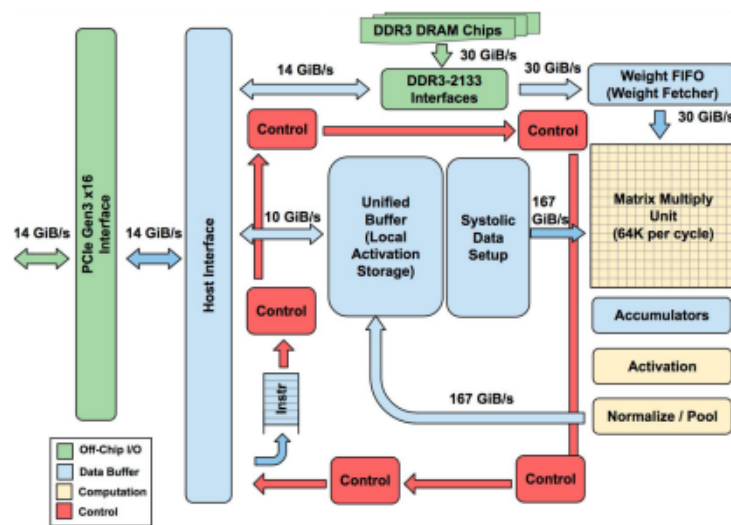 DDR3 DRAM Chips
14 GiB/s
30 GiB/s
DDR3-2133
Interfaces
30 GiB/s
Weight FIFO
(Weight Fetcher)
30 GiB/s
Control
Control
PCIe Gen3 x16
Interface
Host Interface
14 GiB/s
14 GiB/s
10 GiB/s
Unified
Buffer
(Local
Activation
Storage)
Systolic
Data
Setup
167
GiB/s
Matrix Multiply
Unit
(64K per cycle)
Control
Accumulators
Instr
Activation
167 GiB/s
Normalize / Pool
Off-Chip I/O
Data Buffer
Computation
Control
Control
Control